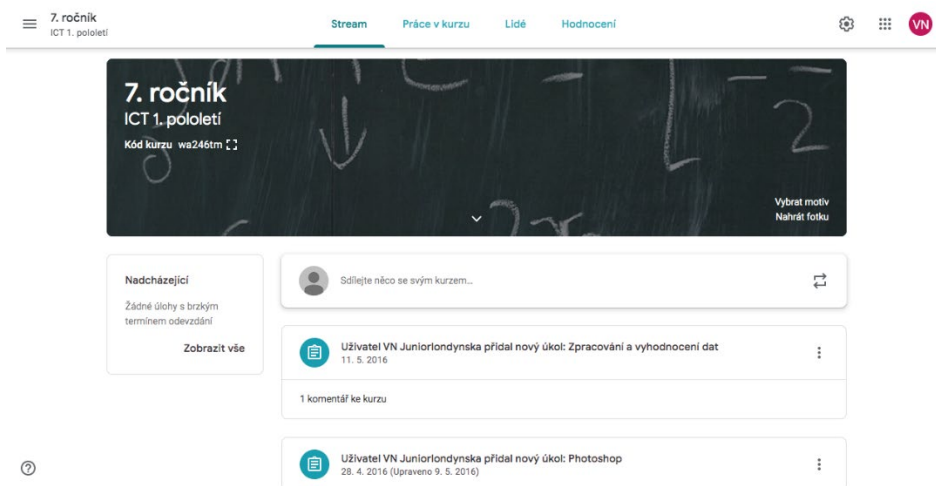 7. ročník
ICT 1. pololetí
Stream
Práce v kurzu
Lidé
Hodnocení
VN
7. ročník
ICT 1. pololetí
Kód kurzu wa246tm
Vybrat motiv
Nahrát fotku
Nadcházející
Žádné úlohy s brzkým
termínem odevzdání
Zobrazit vše
Sdílejte něco se svým kurzem...
Uživatel VN Juniorlondynska přidal nový úkol: Zpracování a vyhodnocení dat
11. 5. 2016
1 komentář ke kurzu
Uživatel VN Juniorlondynska přidal nový úkol: Photoshop
28. 4. 2016 (Upraveno 9. 5. 2016)